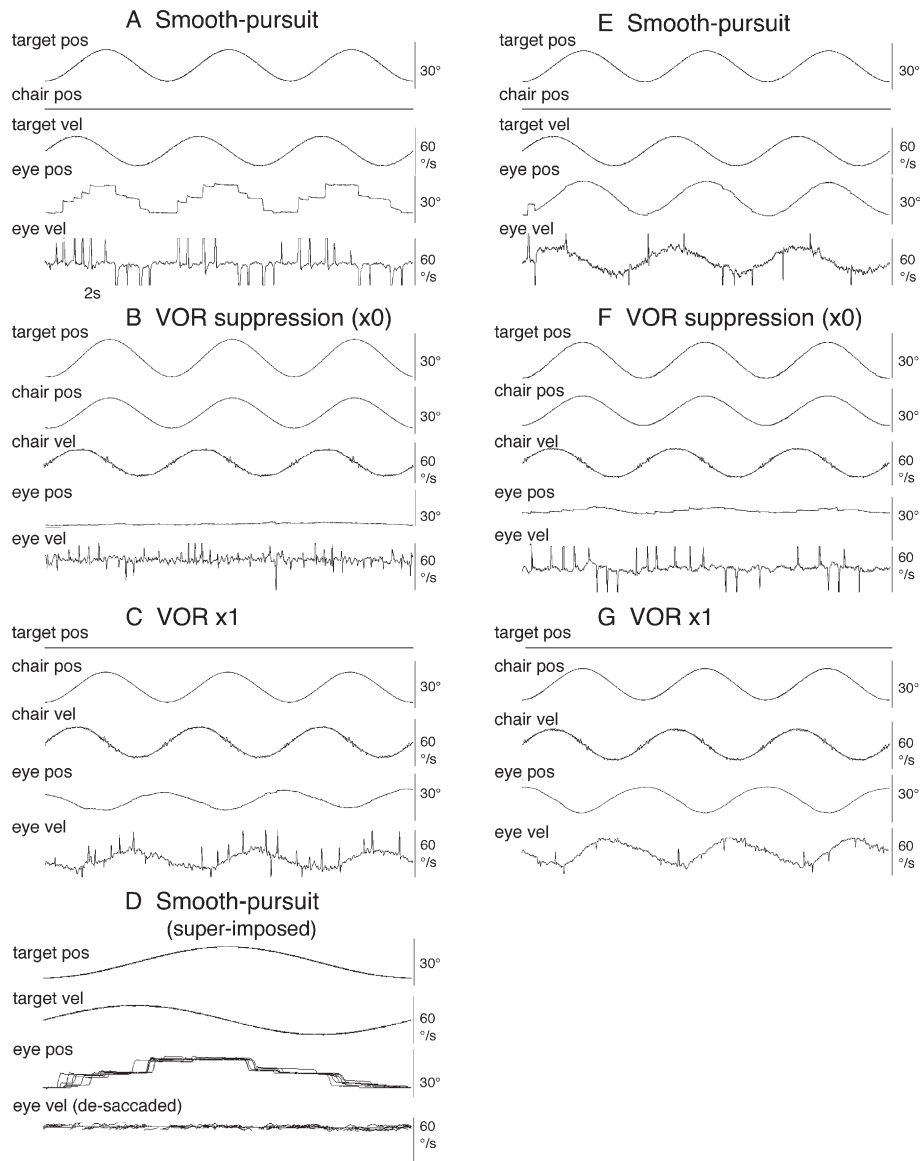 A Smooth-pursuit
target pos
30°
chair pos
target vel
60
°/s
eye pos
30°
eye vel
60
°/s
2s
B VOR suppression (x0)
target pos
30°
chair pos
30°
chair vel
60
°/s
eye pos
30°
eye vel
60
°/s
C VOR x1
target pos
chair pos
30°
chair vel
60
°/s
eye pos
30°
eye vel
60
°/s
D Smooth-pursuit
(super-imposed)
target pos
30°
target vel
60
°/s
eye pos
30°
eye vel (de-saccaded)
60
°/s
E Smooth-pursuit
target pos
30°
chair pos
target vel
60
°/s
eye pos
30°
eye vel
60
°/s
F VOR suppression (x0)
target pos
30°
chair pos
30°
chair vel
60
°/s
eye pos
30°
eye vel
60
°/s
G VOR x1
target pos
chair pos
30°
chair vel
60
°/s
eye pos
30°
eye vel
60
°/s